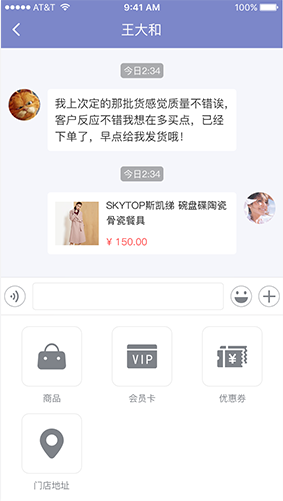 AT&T
9:41 AM
100%
王大和
今日2:34
我上次定的那批货感觉质量不错诶,
客户反应不错我想在多买点，已经
下单了，早点给我发货哦！
今日2:34
SKYTOP斯凯绨 碗盘碟陶瓷
骨瓷餐具
¥ 150.00
VIP
¥
商品
会员卡
优惠券
门店地址